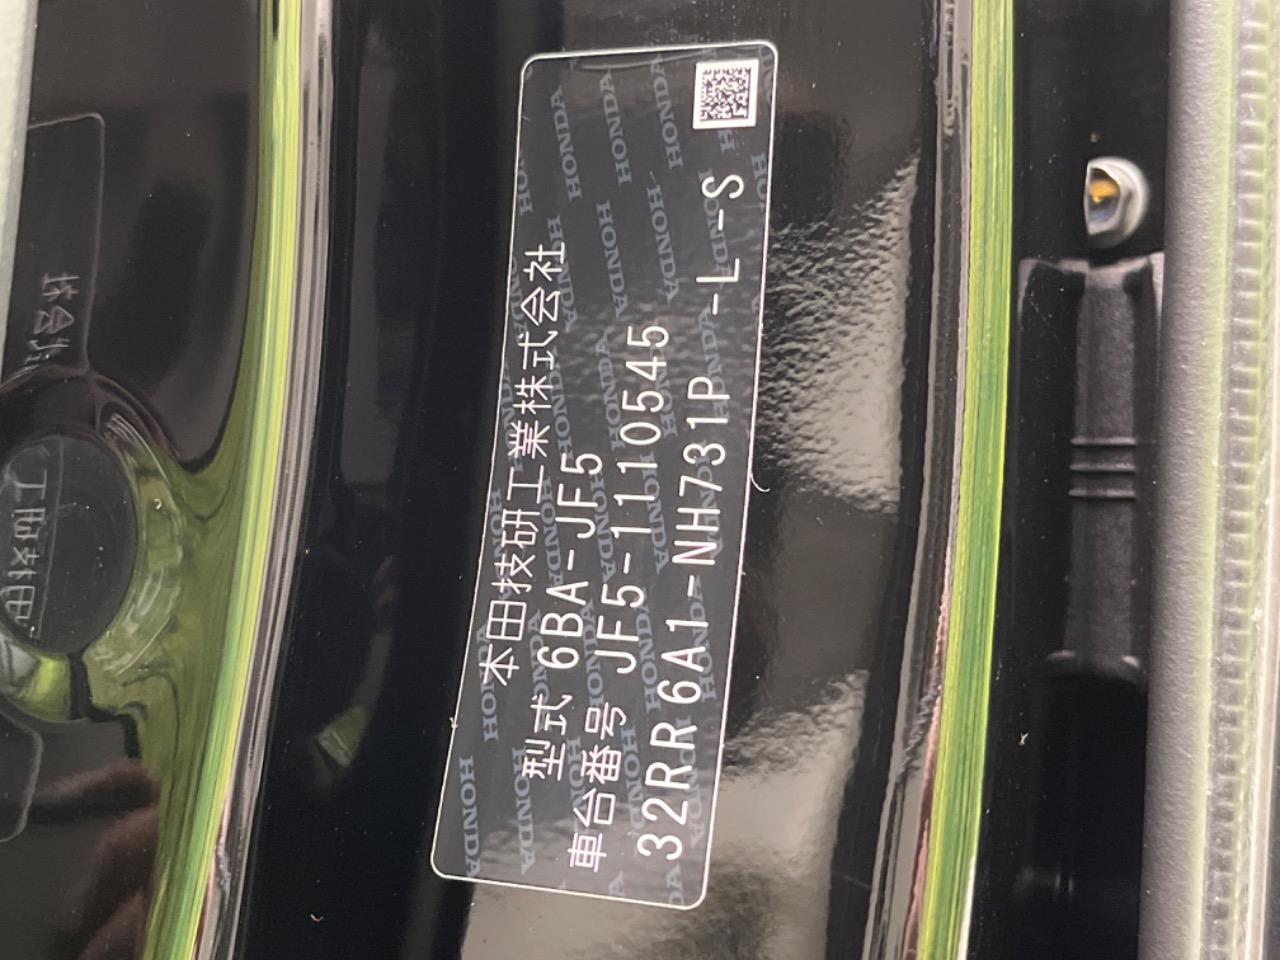 本田技研工業株式会社
型式 6BA-JF5
車台番号 JF5-1110545
32RR6A1-NH731P -L-S